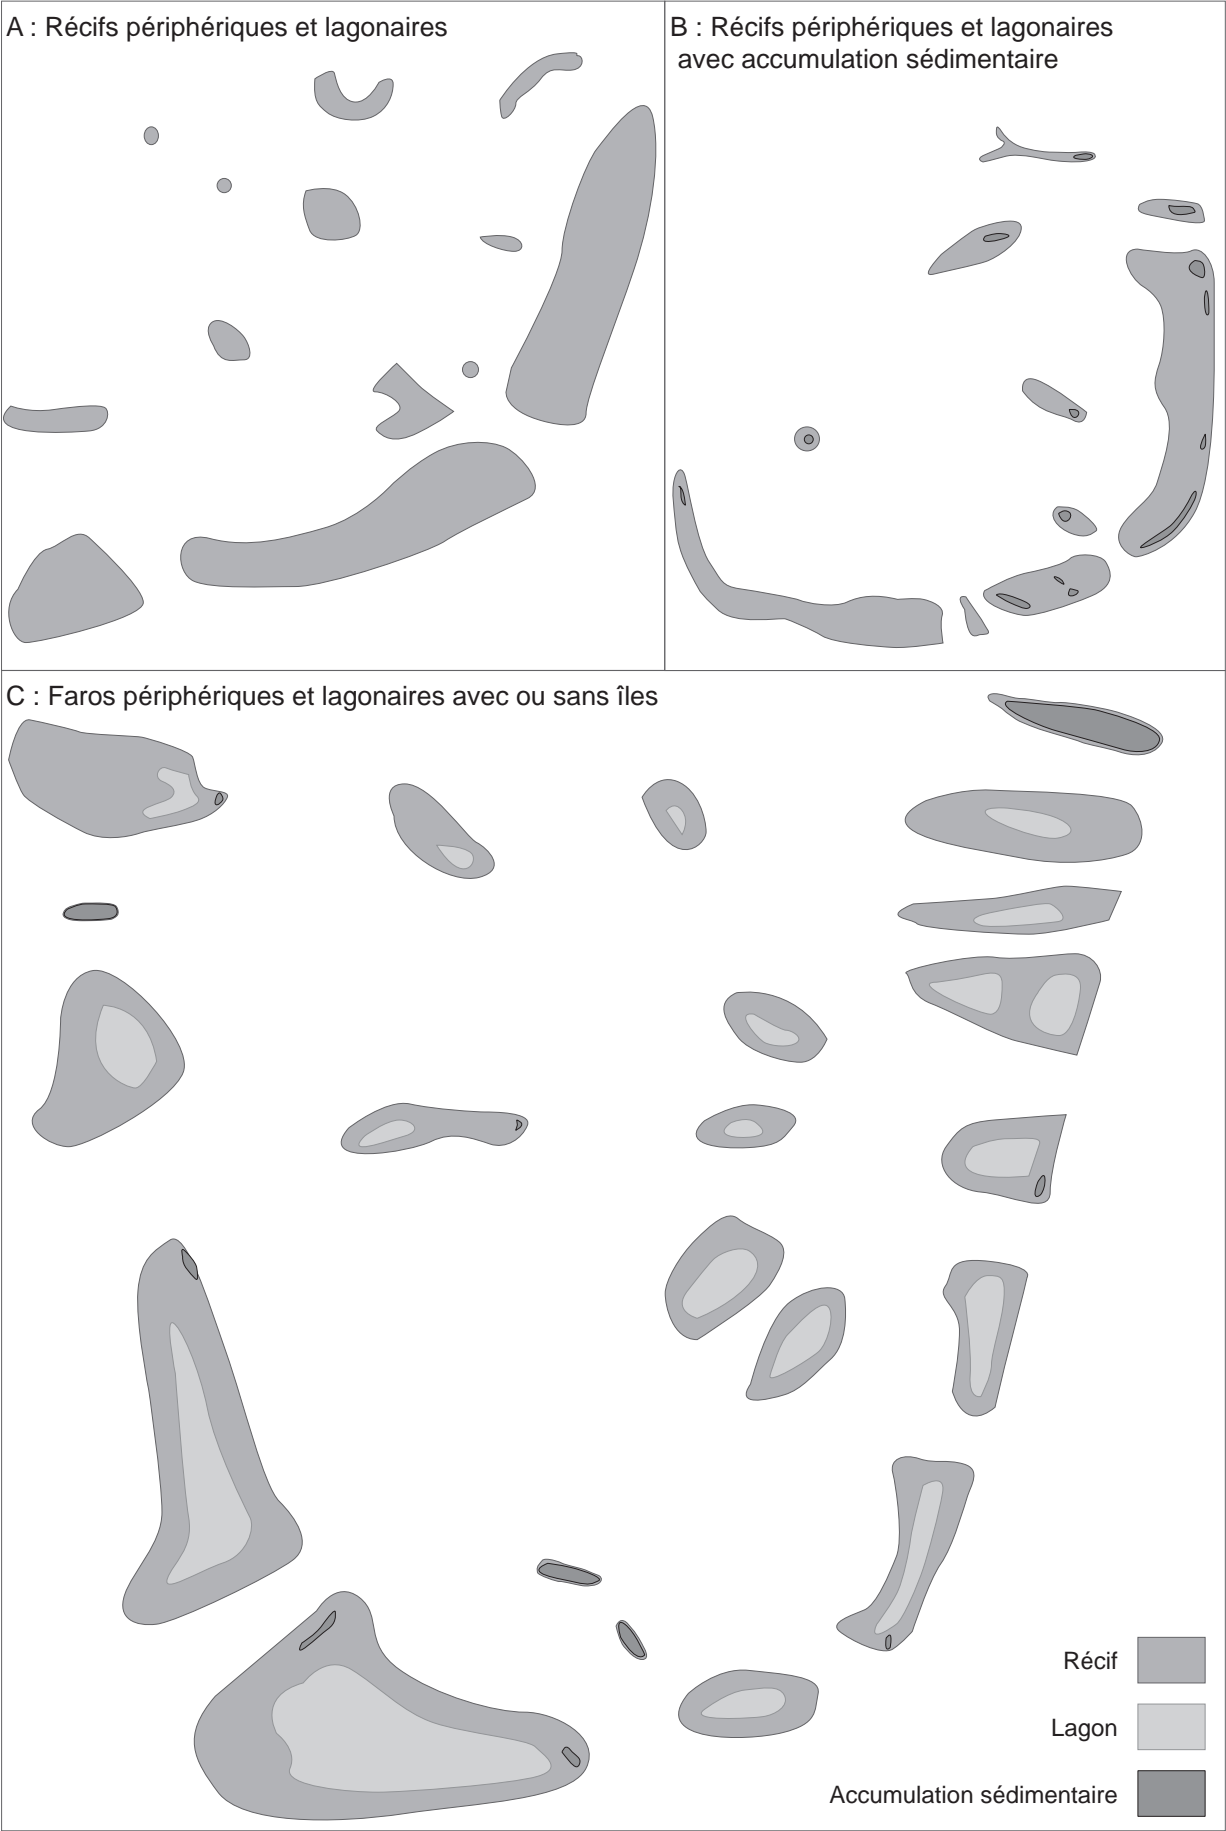 A : Récifs périphériques et lagonaires
B : Récifs périphériques et lagonaires
avec accumulation sédimentaire
C : Faros périphériques et lagonaires avec ou sans îles
Récif
Lagon
Accumulation sédimentaire